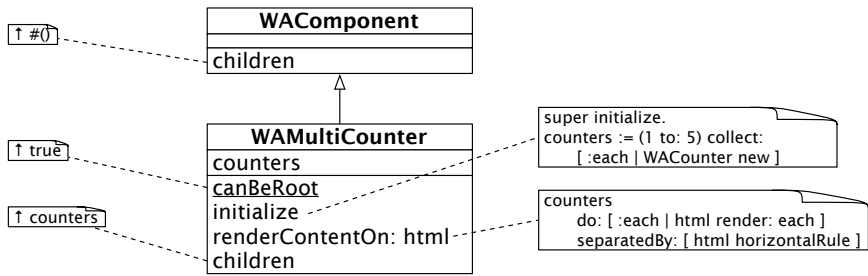 WAComponent
↑ #()
children
WAMultiCounter
counters
super initialize.
counters := (1 to: 5) collect:
[ :each | WACounter new ]
↑ true
canBeRoot
initialize
↑ counters
renderContentOn: html
children
counters
do: [ :each | html render: each ]
separatedBy: [ html horizontalRule ]